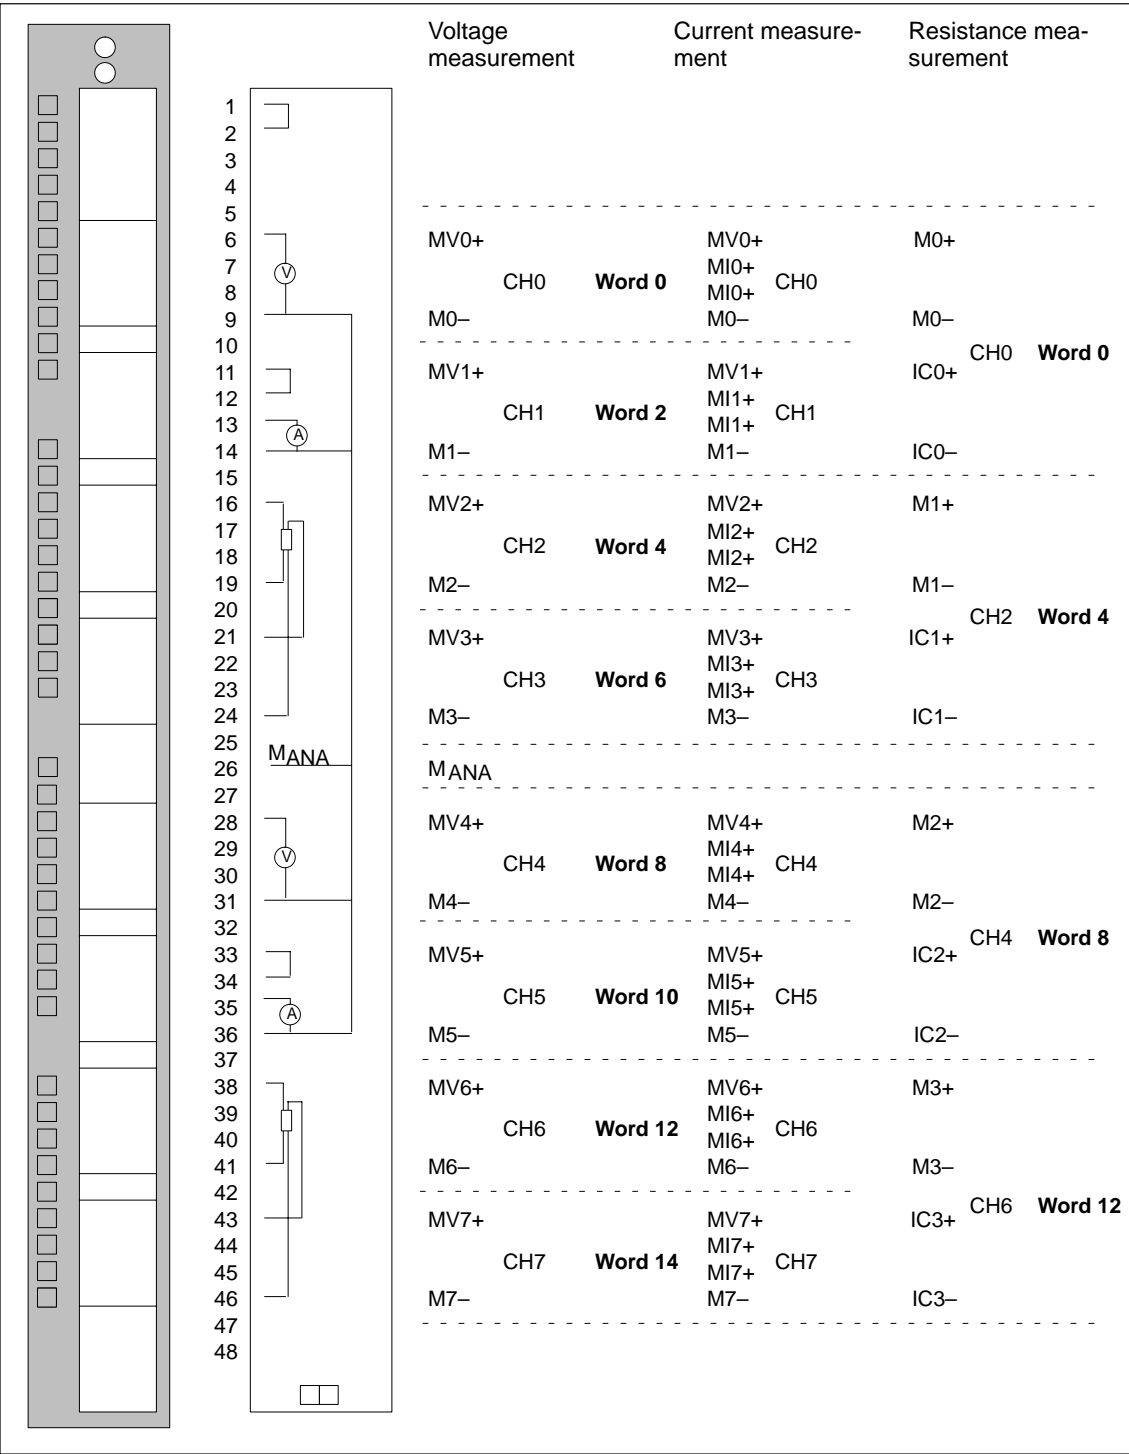 Voltage measurement Current measure-ment Resistance mea-surement
1
2
3
4
5
6 V MV0+ MV0+ M0+
7 MI0+
CH0 Word 0 CH0
8 MI0+
9 M0– M0– M0–
10
CH0 Word 0
11 MV1+ MV1+ IC0+
12 MI1+
CH1 Word 2 CH1
13 A MI1+
14 M1– M1– IC0–
15
16 MV2+ MV2+ M1+
17 MI2+
CH2 Word 4 CH2
18 MI2+
19 M2– M2– M1–
20
CH2 Word 4
21 MV3+ MV3+ IC1+
22 MI3+
CH3 Word 6 CH3
23 MI3+
24 M3– M3– IC1–
25
26 MANA MANA
27
28 MV4+ MV4+ M2+
29 V MI4+
CH4 Word 8 CH4
30 MI4+
31 M4– M4– M2–
32
CH4 Word 8
33 MV5+ MV5+ IC2+
34 MI5+
CH5 Word 10 CH5
35 A MI5+
36 M5– M5– IC2–
37
38 MV6+ MV6+ M3+
39 MI6+
CH6 Word 12 CH6
40 MI6+
41 M6– M6– M3–
42
CH6 Word 12
43 MV7+ MV7+ IC3+
44 MI7+
CH7 Word 14 CH7
45 MI7+
46 M7– M7– IC3–
47
48